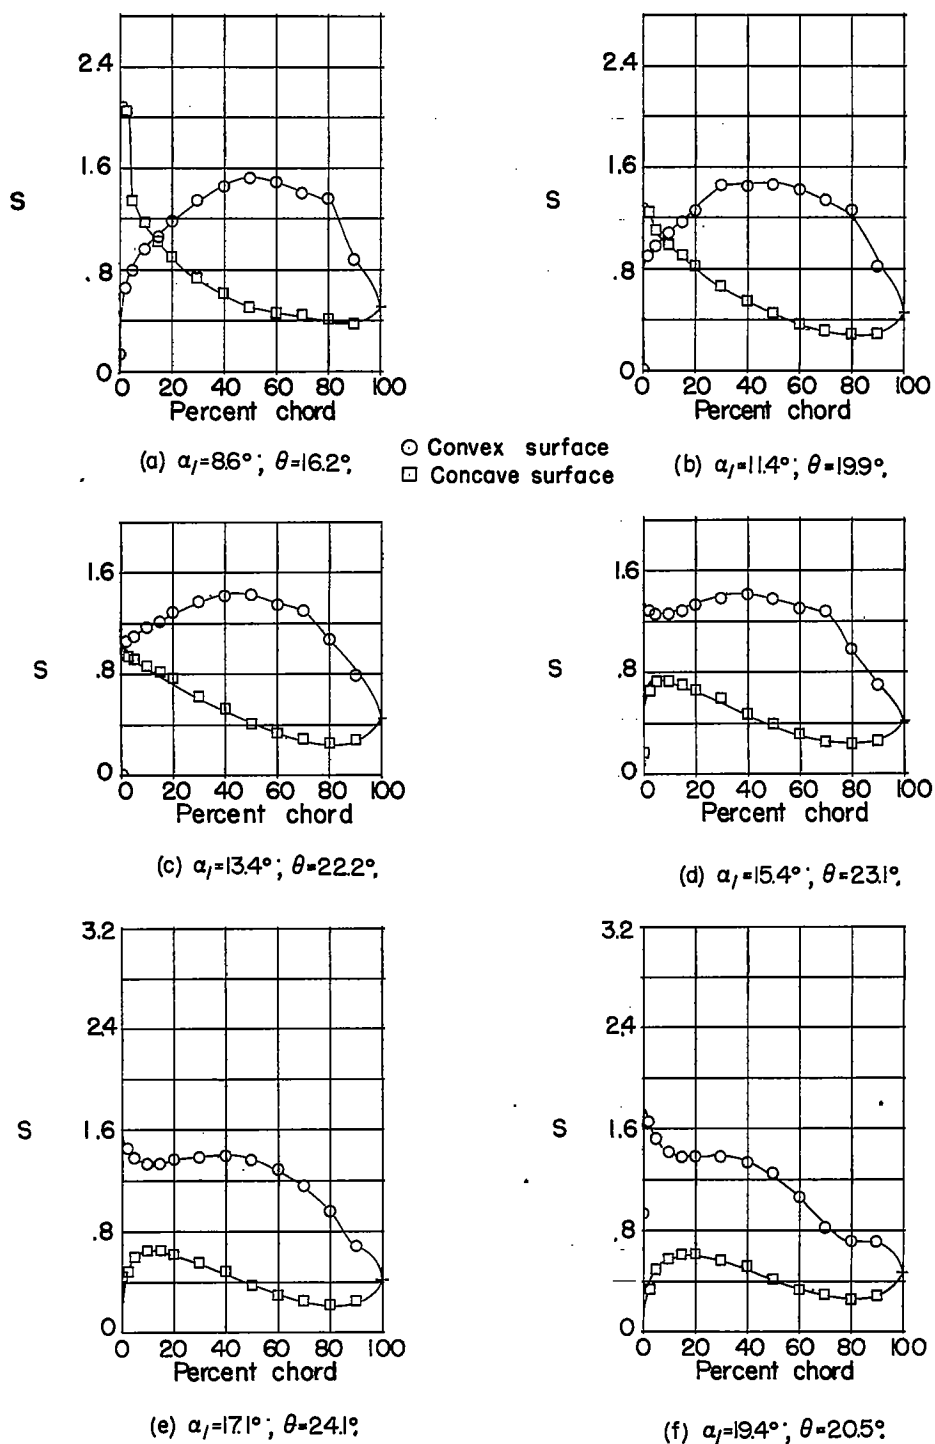 2.4
1.6
S
.8
0
0 20 40 60 80 100
Percent chord
(a) α₁=8.6°; θ=16.2°.
2.4
1.6
S
.8
0
0 20 40 60 80 100
Percent chord
(b) α₁=11.4°; θ=19.9°.
Convex surface
Concave surface
1.6
S
.8
0
0 20 40 60 80 100
Percent chord
(c) α₁=13.4°; θ=22.2°.
1.6
S
.8
0
0 20 40 60 80 100
Percent chord
(d) α₁=15.4°; θ=23.1°.
3.2
2.4
1.6
S
.8
0
0 20 40 60 80 100
Percent chord
(e) α₁=17.1°; θ=24.1°.
3.2
2.4
1.6
S
.8
0
0 20 40 60 80 100
Percent chord
(f) α₁=19.4°; θ=20.5°.